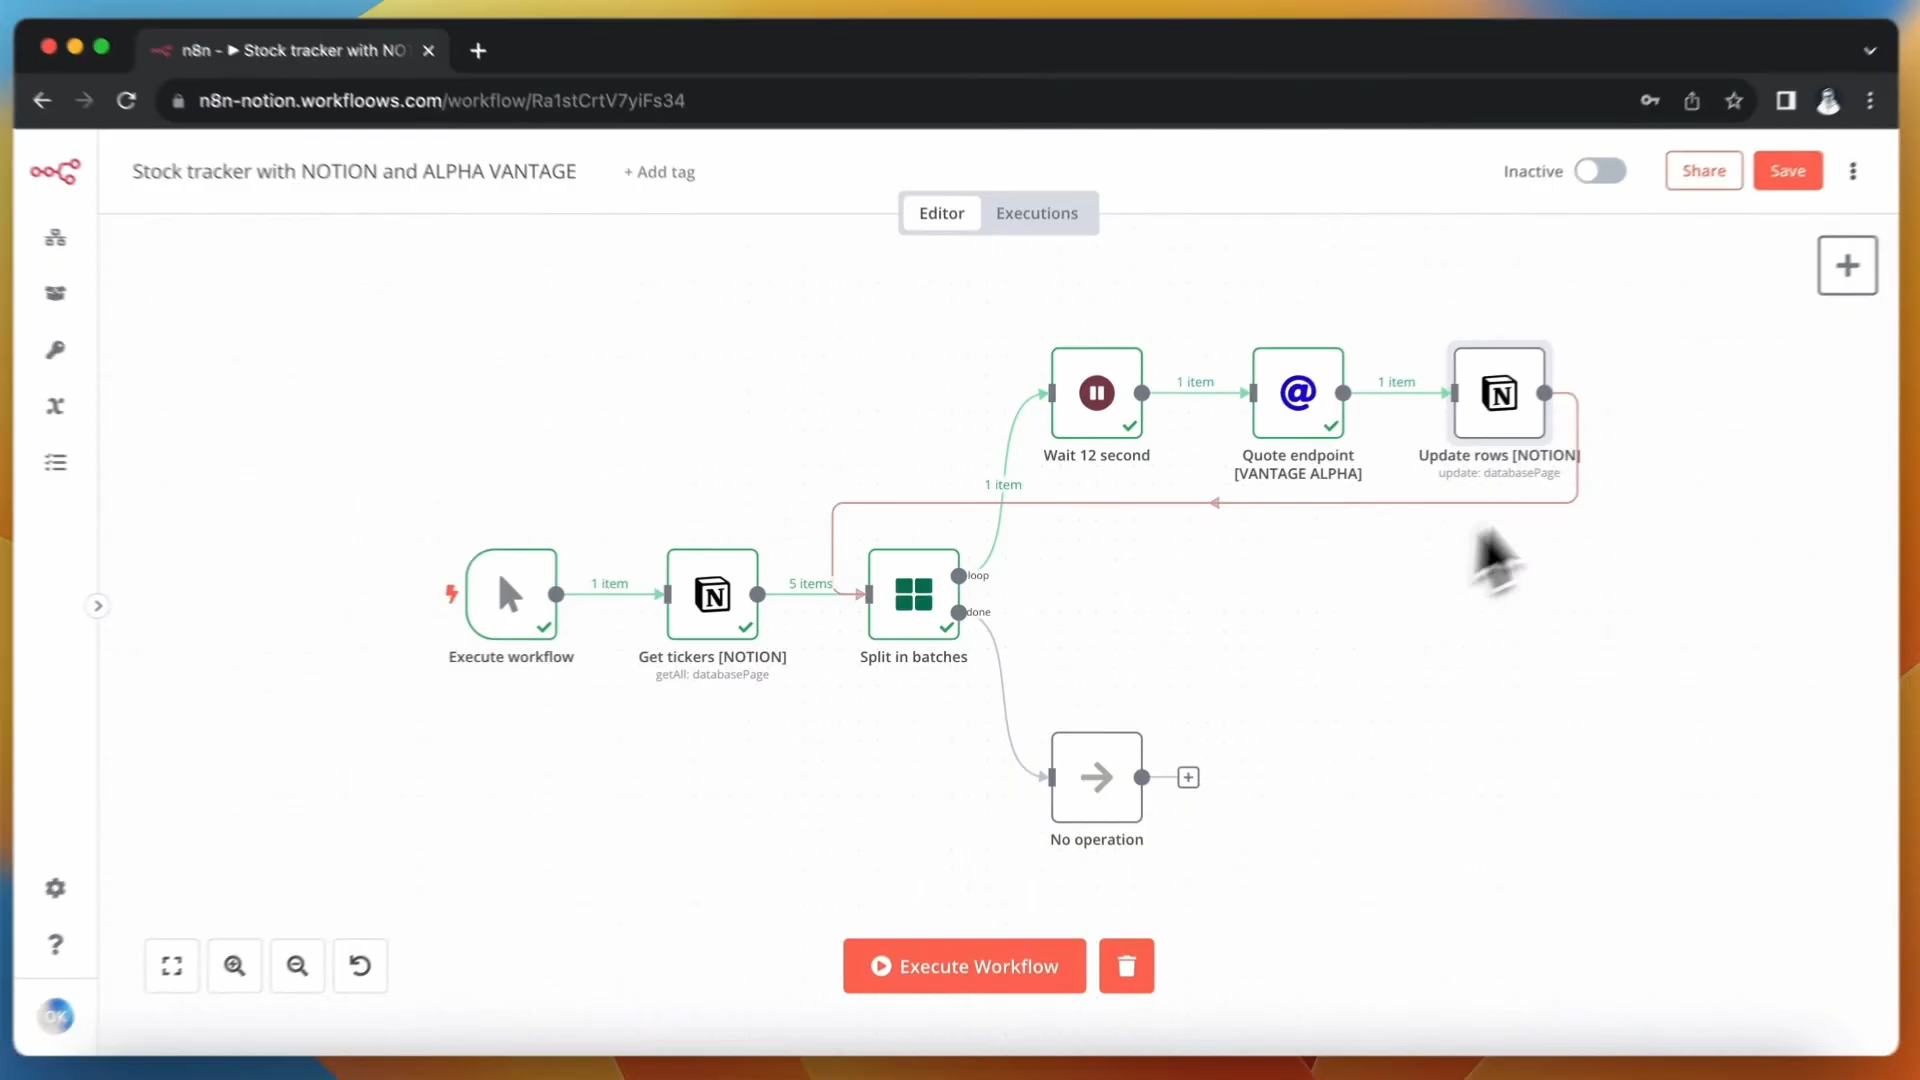 n8n - ▶ Stock tracker with NO
n8n-notion.workfloows.com/workflow/Ra1stCrtV7yiFs34
Stock tracker with NOTION and ALPHA VANTAGE
+ Add tag
Inactive
Share
Save
Editor
Executions
1 item
1 item
Wait 12 second
Quote endpoint
[VANTAGE ALPHA]
Update rows [NOTION]
update: databasePage
1 item
1 item
5 items
loop
done
Execute workflow
Get tickers [NOTION]
getAll: databasePage
Split in batches
No operation
Execute Workflow
OK